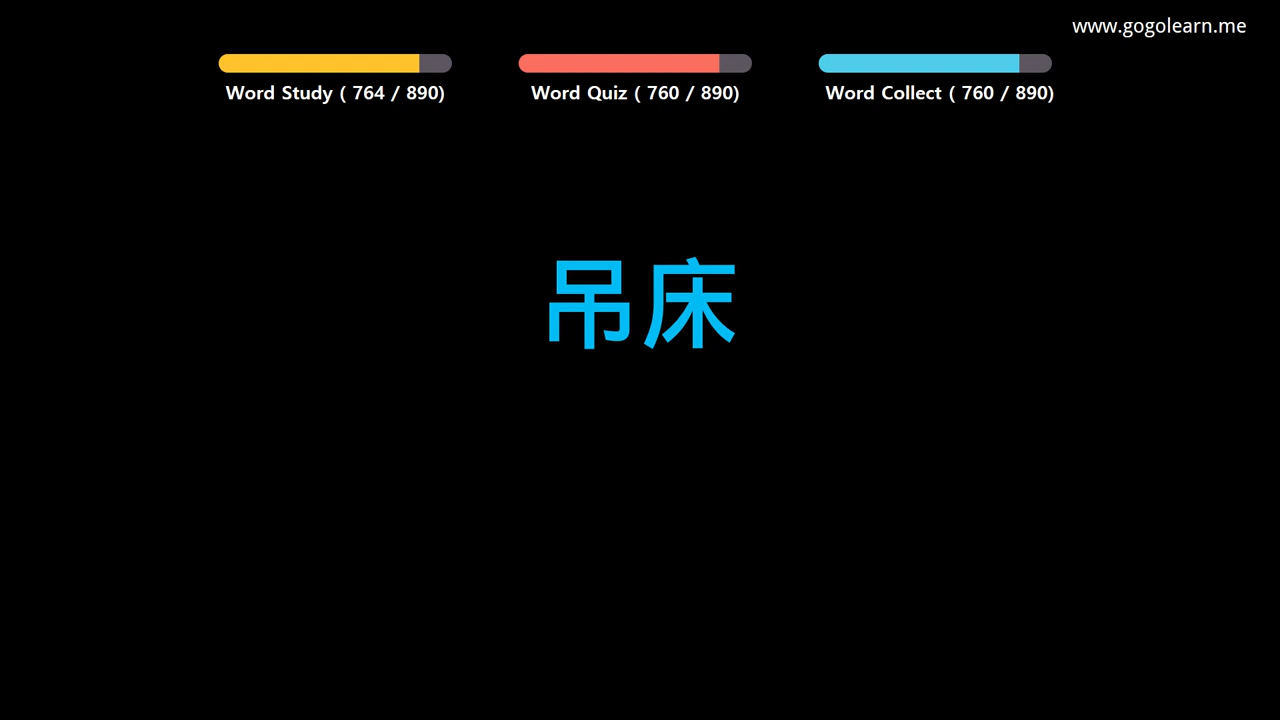 www.gogolearn.me
Word Study ( 764 / 890)
Word Quiz ( 760 / 890)
Word Collect ( 760 / 890)
吊床